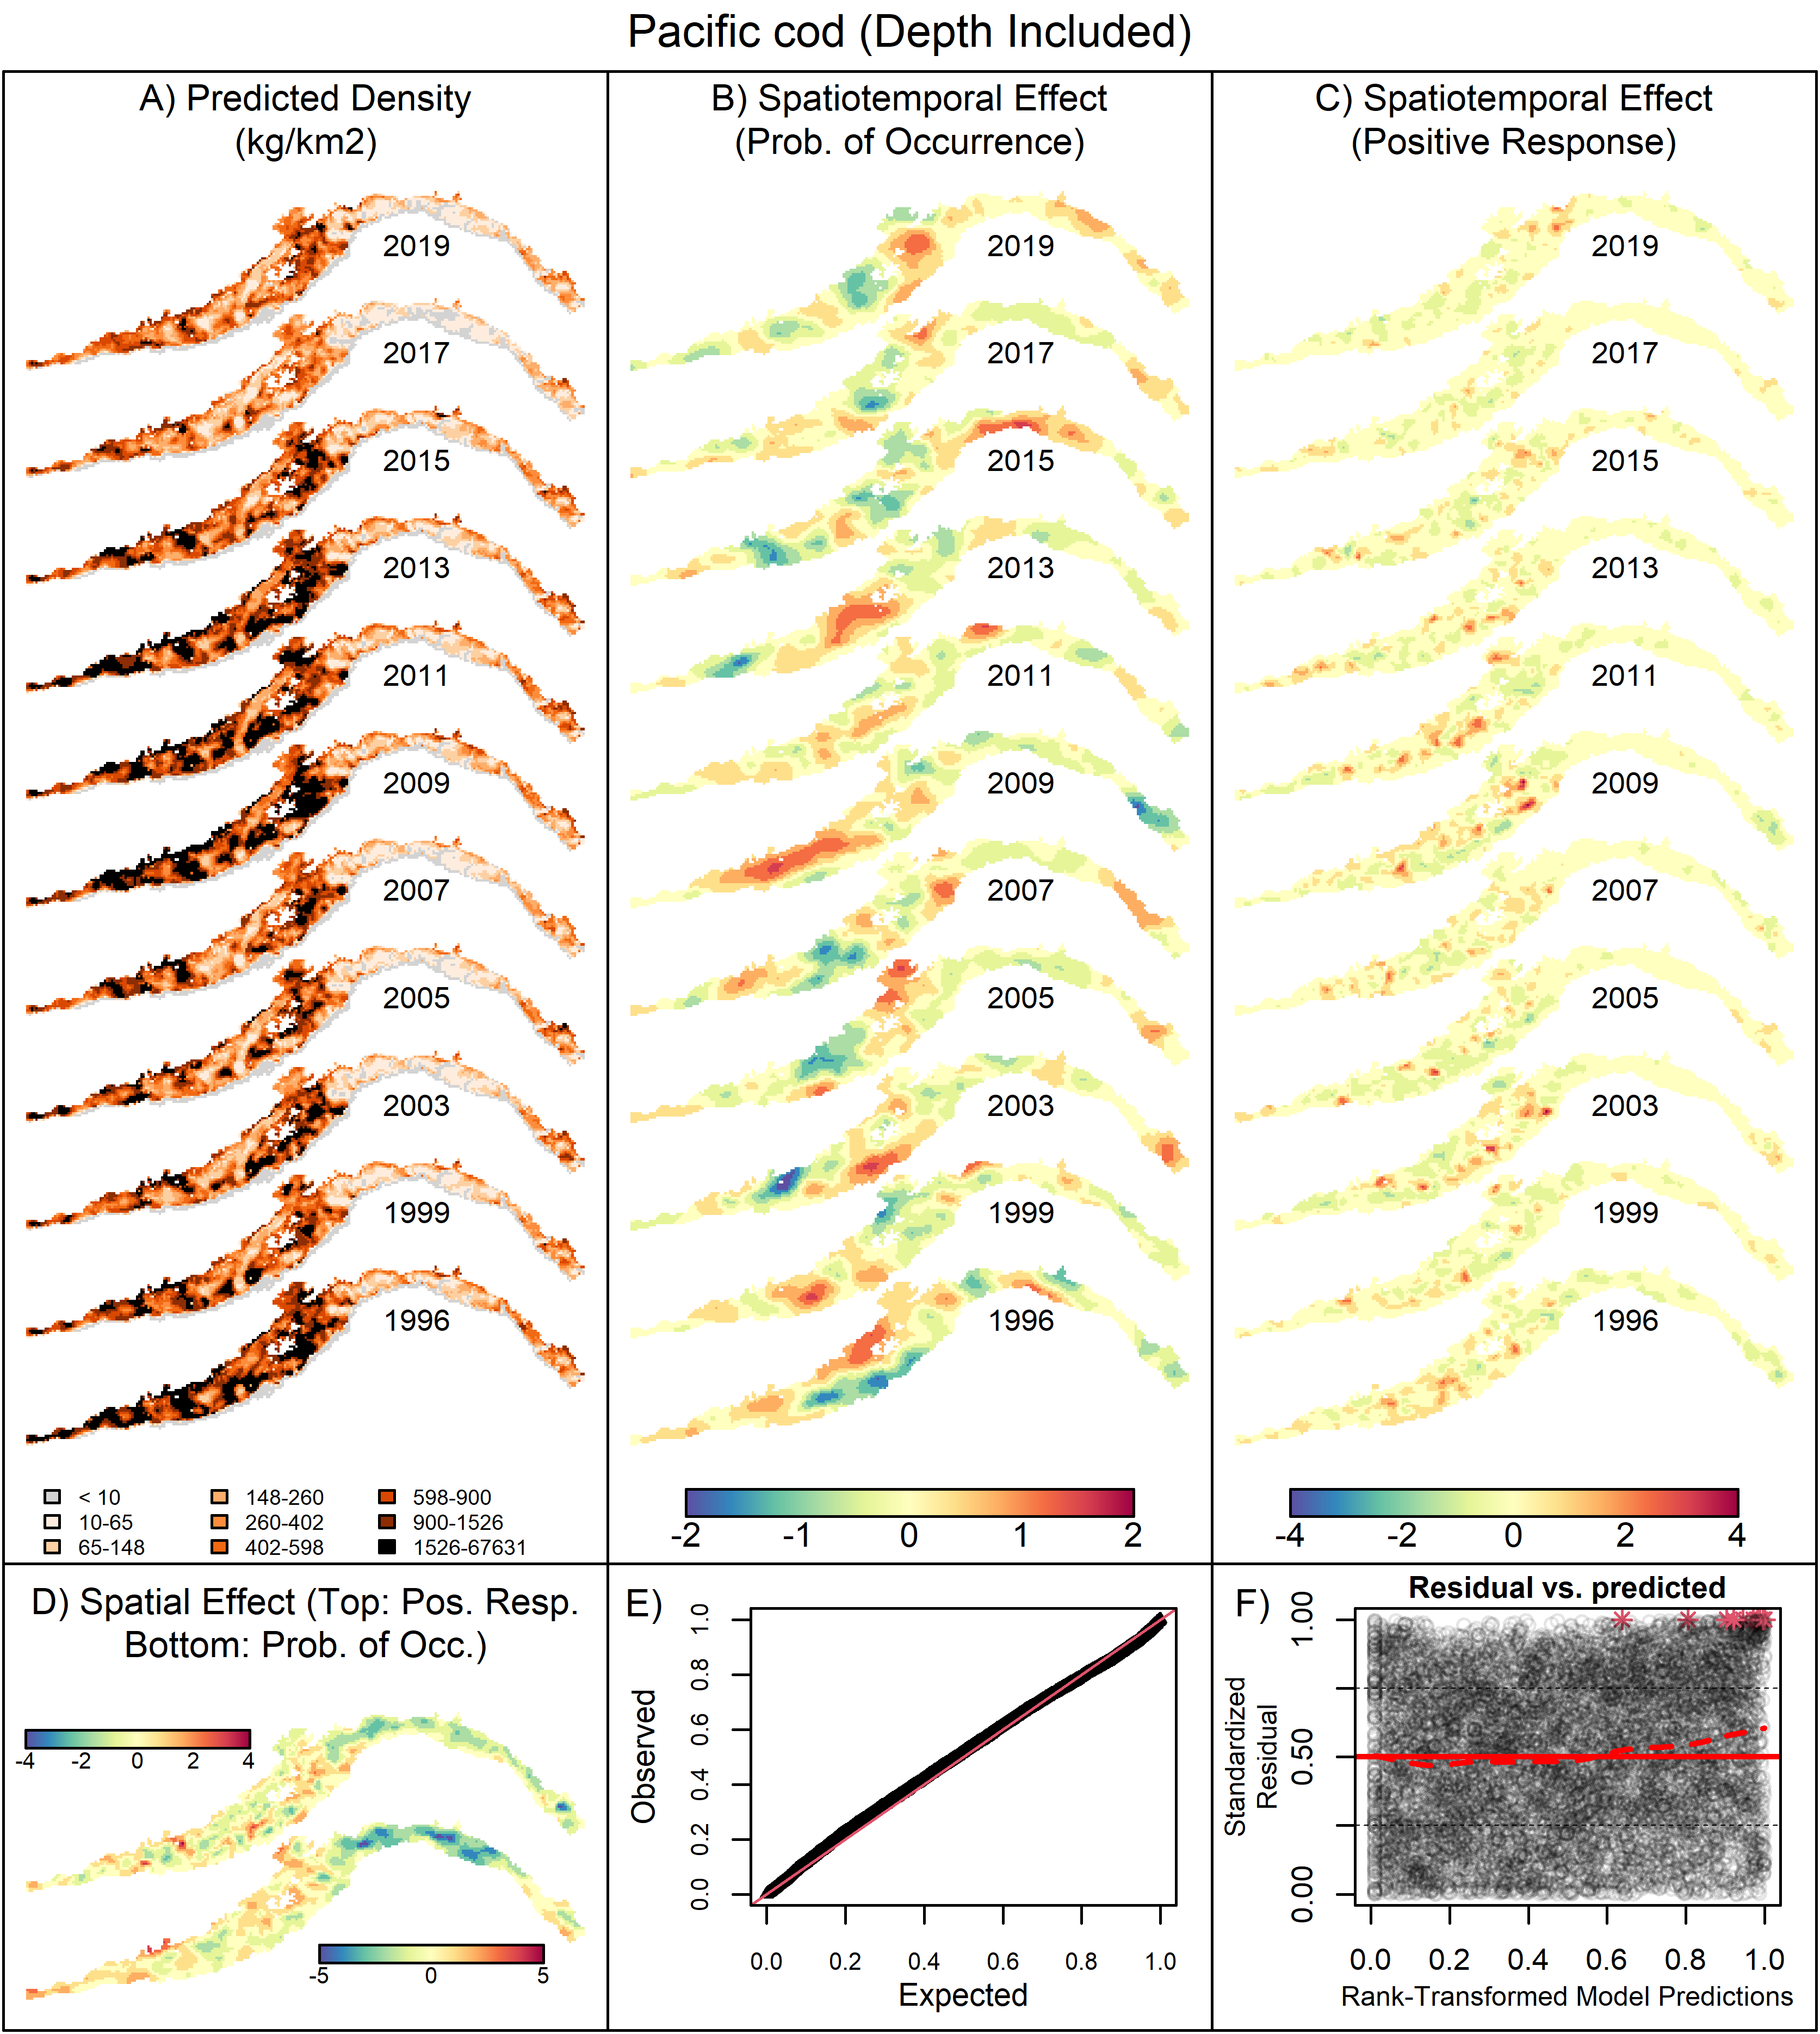 Pacific cod (Depth Included)
A) Predicted Density
(kg/km2)
2019
2017
2015
2013
2011
2009
2007
2005
2003
1999
1996
< 10
10-65
65-148
148-260
260-402
402-598
598-900
900-1526
1526-67631
B) Spatiotemporal Effect
(Prob. of Occurrence)
2019
2017
2015
2013
2011
2009
2007
2005
2003
1999
1996
-2 -1 0 1 2
C) Spatiotemporal Effect
(Positive Response)
2019
2017
2015
2013
2011
2009
2007
2005
2003
1999
1996
-4 -2 0 2 4
D) Spatial Effect (Top: Pos. Resp.
Bottom: Prob. of Occ.)
-4 -2 0 2 4
-5 0 5
E)
Observed
1.0
0.8
0.6
0.4
0.2
0.0
0.0 0.2 0.4 0.6 0.8 1.0
Expected
F)
Residual vs. predicted
Standardized
Residual
1.00
0.50
0.00
0.0 0.2 0.4 0.6 0.8 1.0
Rank-Transformed Model Predictions